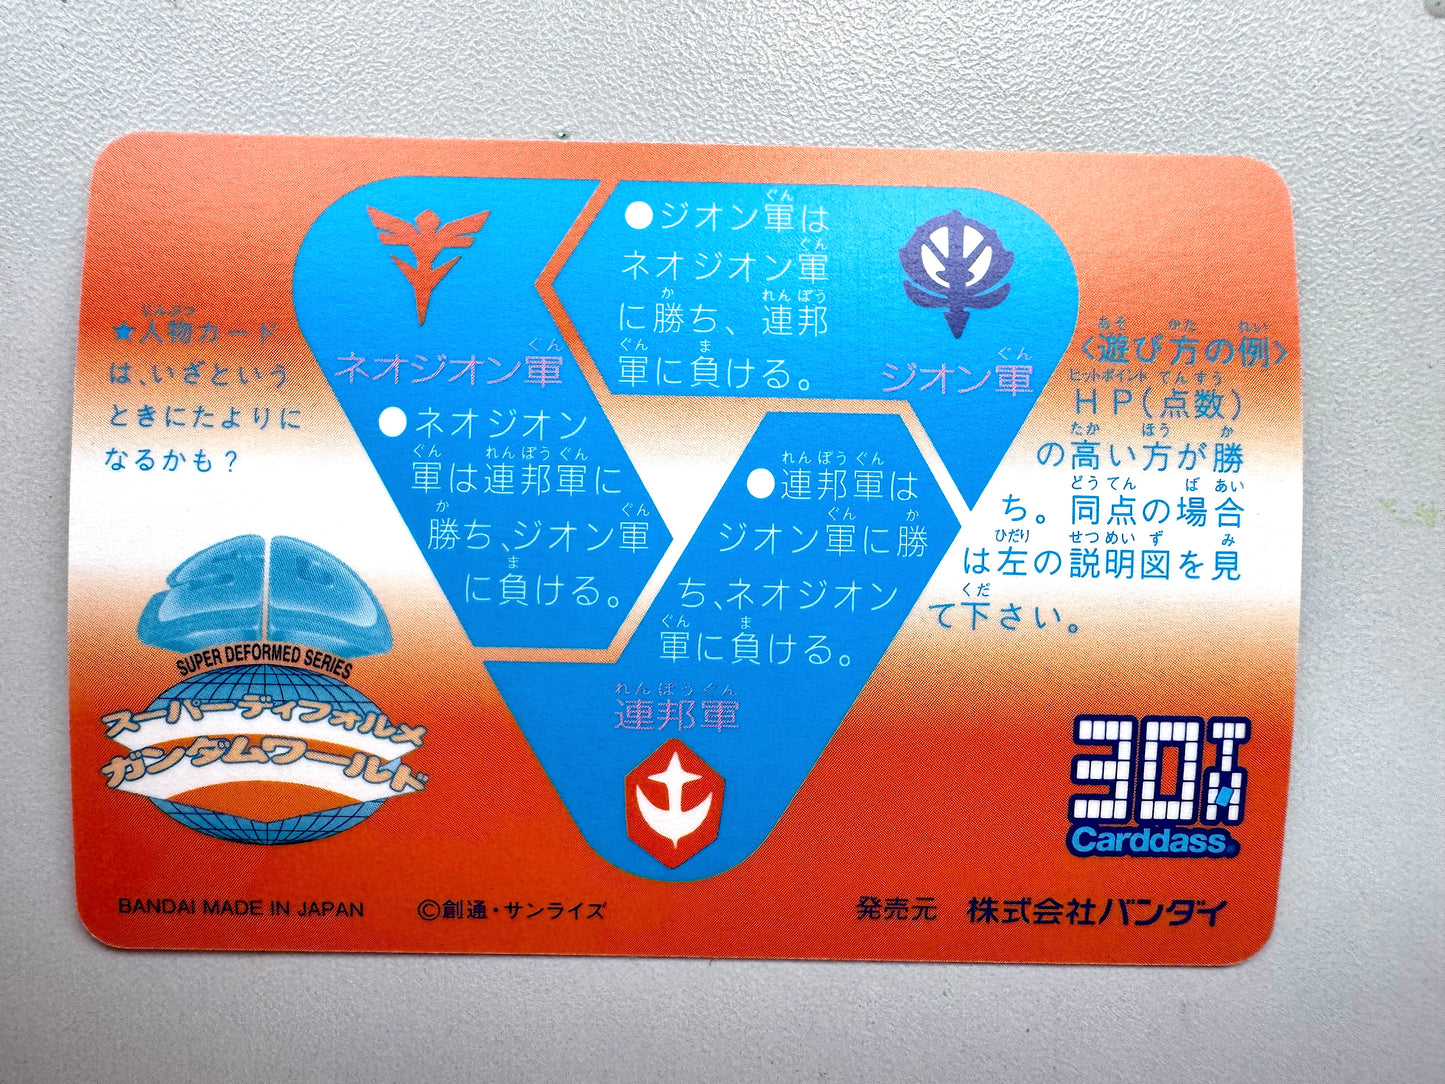 ★人物カード
は、いざという
ときにたよりに
なるかも？
SUPER DEFORMED SERIES
スーパーディフォルメ
ガンダムワールド
ネオジオン軍
●ネオジオン
軍は連邦軍に
勝ち、ジオン軍
に負ける。
●ジオン軍は
ネオジオン軍
に勝ち、連邦
軍に負ける。
ジオン軍
●連邦軍は
ジオン軍に勝
ち、ネオジオン
軍に負ける。
連邦軍
〈遊び方の例〉
HP(点数)
の高い方が勝
ち。同点の場合
は左の説明図を見
て下さい。
30th
Carddass
BANDAI MADE IN JAPAN
©創通・サンライズ
発売元 株式会社バンダイ